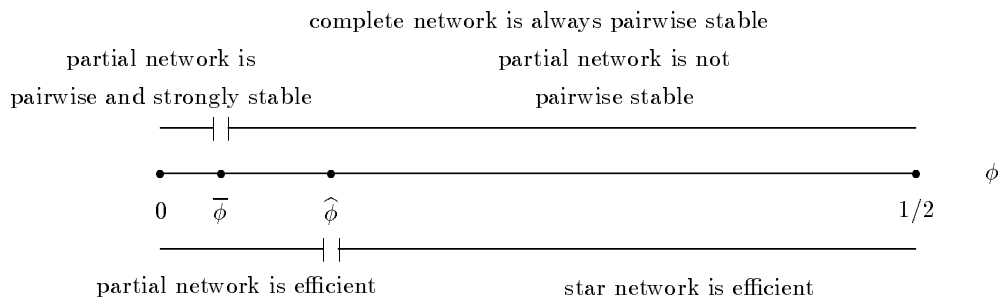 complete network is always pairwise stable
partial network is
partial network is not
pairwise and strongly stable
pairwise stable
ϕ
0
ϕ̅
ϕ̂
1/2
partial network is efficient
star network is efficient